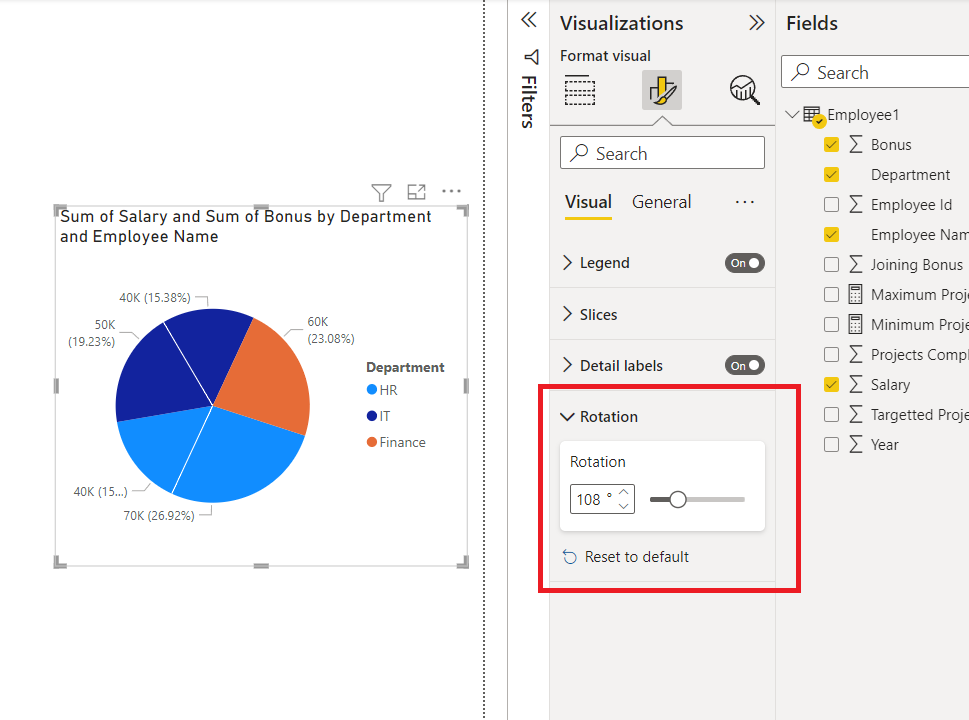 Sum of Salary and Sum of Bonus by Department
and Employee Name
40K (15.38%)
50K
(19.23%)
60K
(23.08%)
40K (15...)
70K (26.92%)
Department
HR
IT
Finance
Filters
Visualizations
Format visual
Search
Visual General ...
Legend On
Slices
Detail labels On
Rotation
Rotation
108 °
Reset to default
Fields
Search
Employee1
Bonus
Department
Employee Id
Employee Nam
Joining Bonus
Maximum Proj
Minimum Proje
Projects Compl
Salary
Targetted Proje
Year